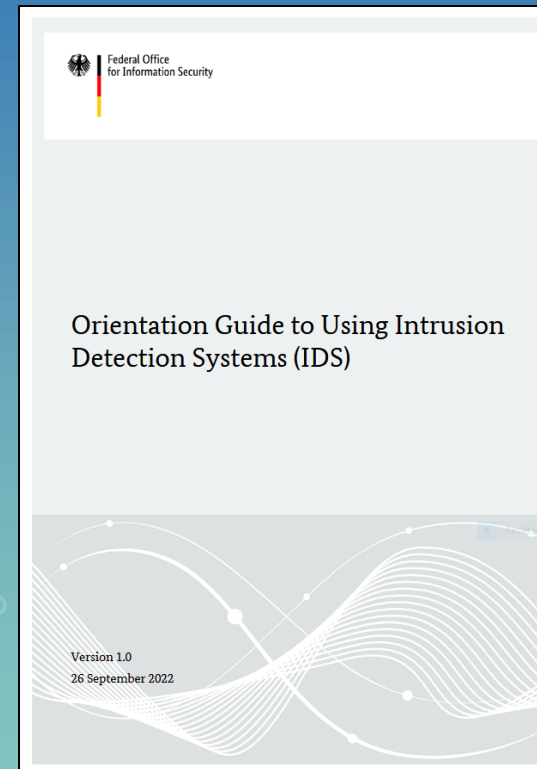 Federal Office
for Information Security
Orientation Guide to Using Intrusion
Detection Systems (IDS)
Version 1.0
26 September 2022